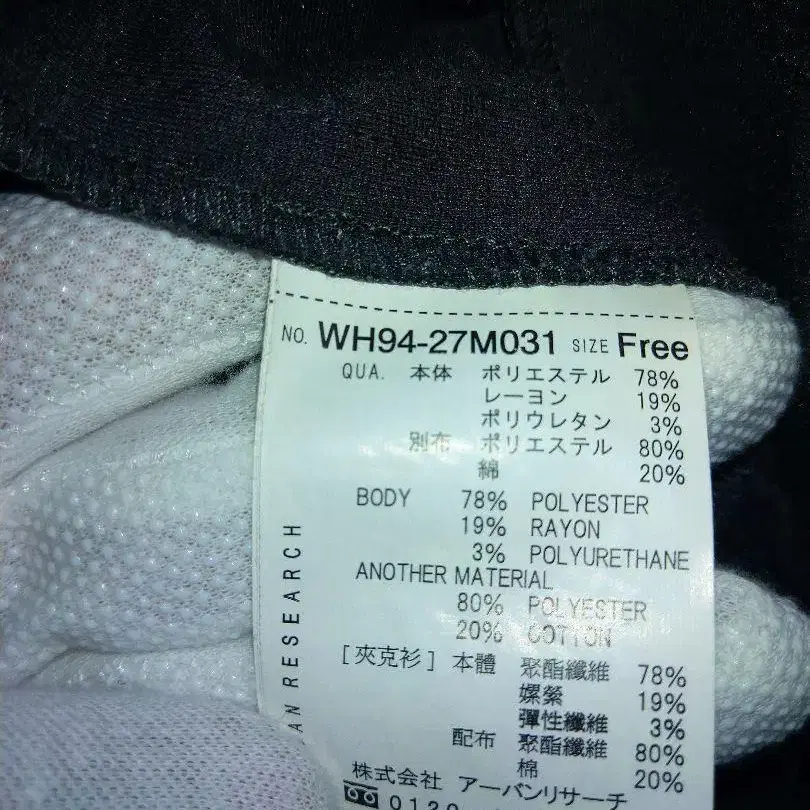 NO. WH94-27M031 SIZE Free
QUA. 本体 ポリエステル 78%
レーヨン 19%
ポリウレタン 3%
別布 ポリエステル 80%
綿 20%
BODY 78% POLYESTER
19% RAYON
3% POLYURETHANE
ANOTHER MATERIAL
80% POLYESTER
20% COTTON
[夾克衫] 本體 聚酯纖維 78%
嫘縈 19%
彈性纖維 3%
配布 聚酯纖維 80%
棉 20%
株式会社 アーバンリサーチ
0120
AN RESEARCH